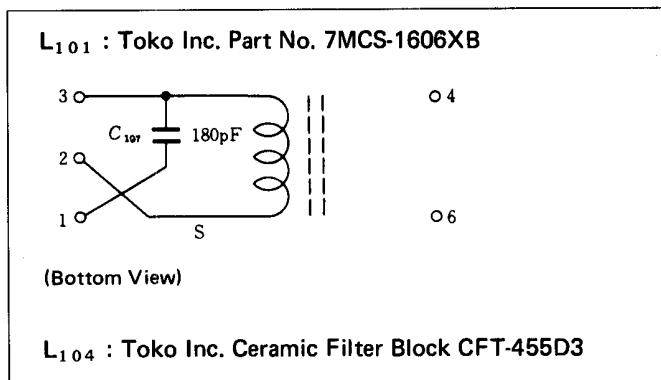 L101 : Toko Inc. Part No. 7MCS-1606XB
3
4
C107 180pF
2
1
6
S
(Bottom View)
L104 : Toko Inc. Ceramic Filter Block CFT-455D3